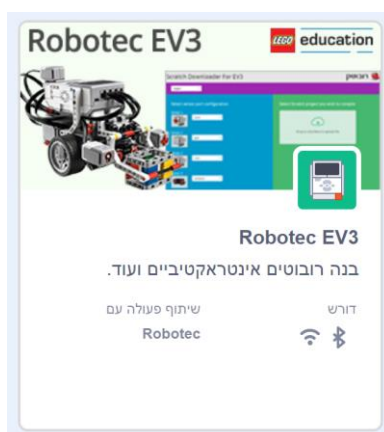 Robotec EV3
LEGO education
Scratch Downloader For EV3
רובוטק
Robotec EV3
בנה רובוטים אינטראקטיביים ועוד.
דורש
שיתוף פעולה עם
Robotec